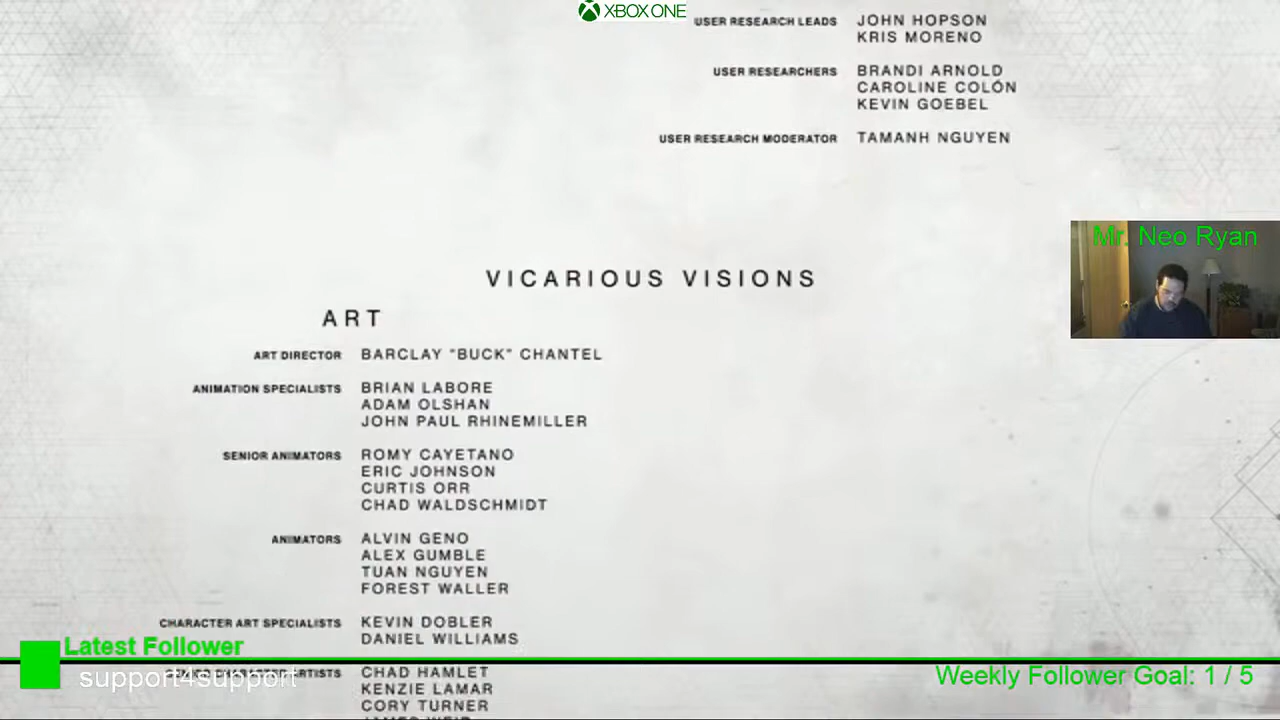 XBOX ONE
USER RESEARCH LEADS JOHN HOPSON
KRIS MORENO
USER RESEARCHERS BRANDI ARNOLD
CAROLINE COLÓN
KEVIN GOEBEL
USER RESEARCH MODERATOR TAMANH NGUYEN
Mr. Neo Ryan
VICARIOUS VISIONS
ART
ART DIRECTOR BARCLAY "BUCK" CHANTEL
ANIMATION SPECIALISTS BRIAN LABORE
ADAM OLSHAN
JOHN PAUL RHINEMILLER
SENIOR ANIMATORS ROMY CAYETANO
ERIC JOHNSON
CURTIS ORR
CHAD WALDSCHMIDT
ANIMATORS ALVIN GENO
ALEX GUMBLE
TUAN NGUYEN
FOREST WALLER
CHARACTER ART SPECIALISTS KEVIN DOBLER
DANIEL WILLIAMS
Latest Follower
support4support
CHARACTER ARTISTS CHAD HAMLET
KENZIE LAMAR
CORY TURNER
Weekly Follower Goal: 1 / 5